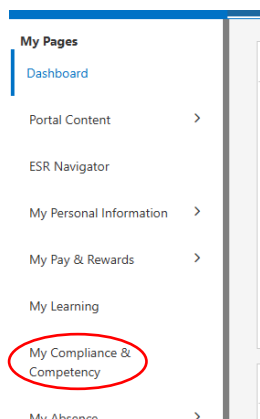 My Pages
Dashboard
Portal Content
ESR Navigator
My Personal Information
My Pay & Rewards
My Learning
My Compliance &
Competency
My Absence